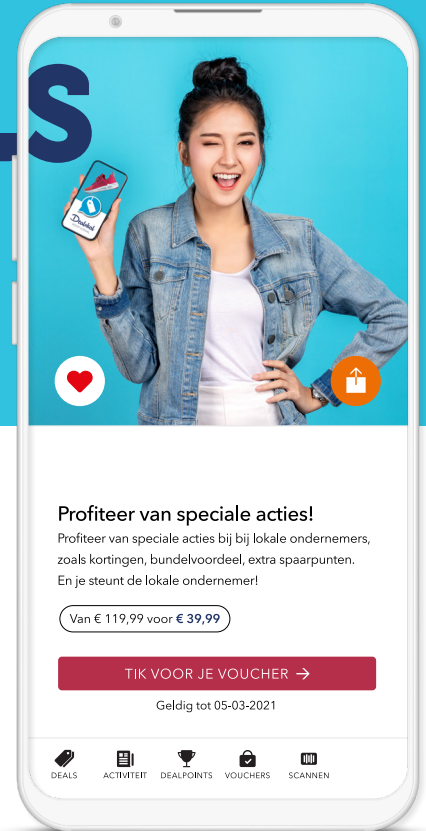 LS
Dealokal
Profiteer van speciale acties!
Profiteer van speciale acties bij bij lokale ondernemers,
zoals kortingen, bundelvoordeel, extra spaarpunten.
En je steunt de lokale ondernemer!
Van € 119,99 voor € 39,99
TIK VOOR JE VOUCHER →
Geldig tot 05-03-2021
DEALS ACTIVITEIT DEALPOINTS VOUCHERS SCANNEN